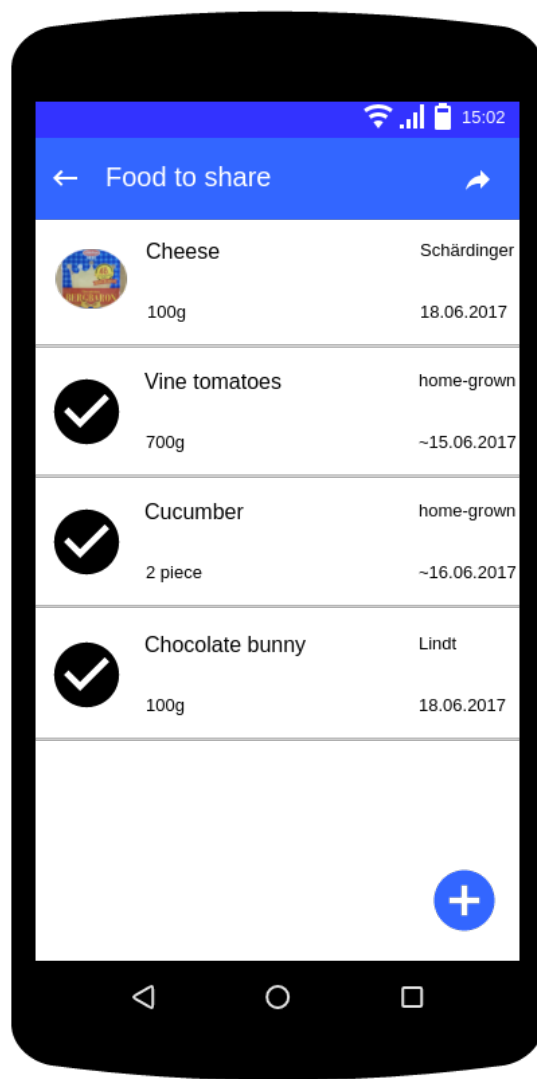 15:02
Food to share
Cheese Schärdinger
100g 18.06.2017
Vine tomatoes home-grown
700g ~15.06.2017
Cucumber home-grown
2 piece ~16.06.2017
Chocolate bunny Lindt
100g 18.06.2017